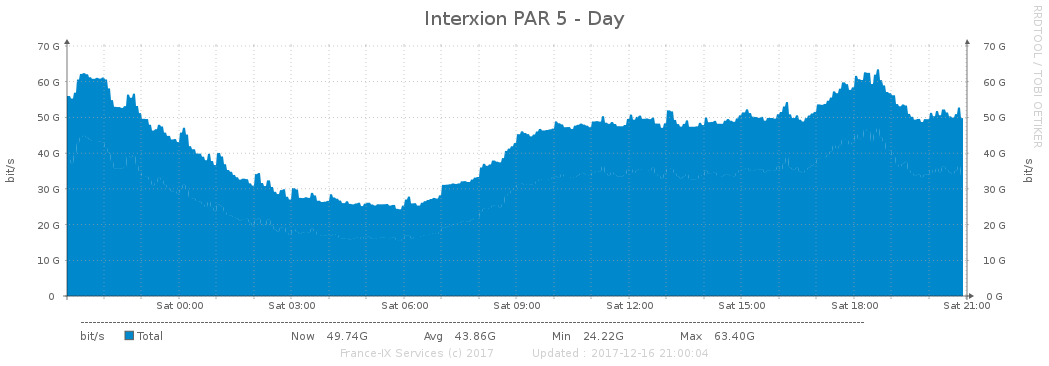 Interxion PAR 5 - Day
RRDTOOL / TOBI OETIKER
70 G 70 G
60 G 60 G
50 G 50 G
40 G 40 G
30 G 30 G
20 G 20 G
10 G 10 G
0 0 G
bit/s bit/s
Sat 00:00 Sat 03:00 Sat 06:00 Sat 09:00 Sat 12:00 Sat 15:00 Sat 18:00 Sat 21:00
bit/s Total Now 49.74G Avg 43.86G Min 24.22G Max 63.40G
France-IX Services (c) 2017 Updated : 2017-12-16 21:00:04